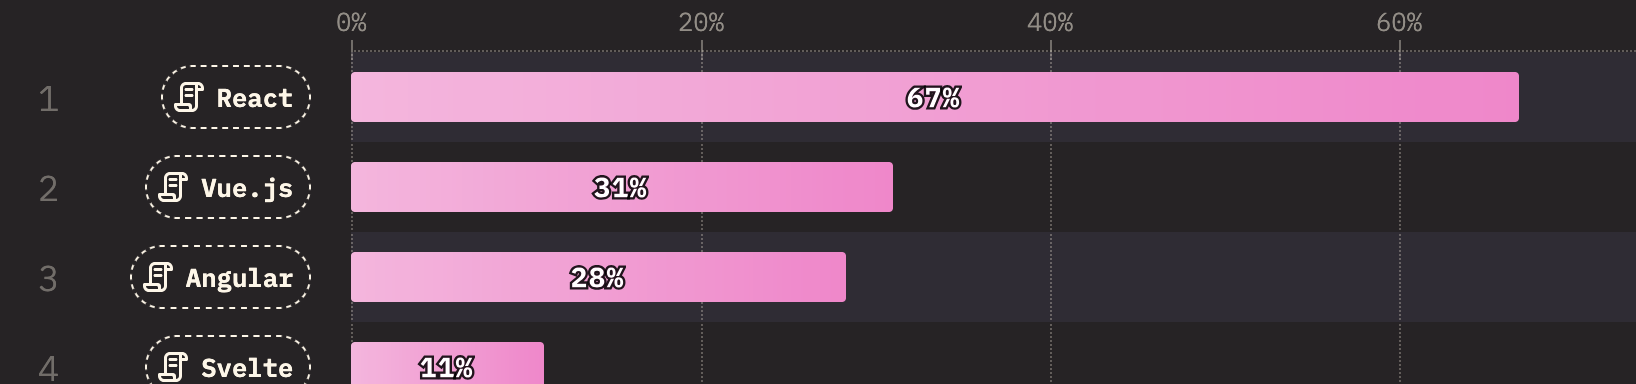 0% 20% 40% 60%
1 React 67%
2 Vue.js 31%
3 Angular 28%
4 Svelte 11%